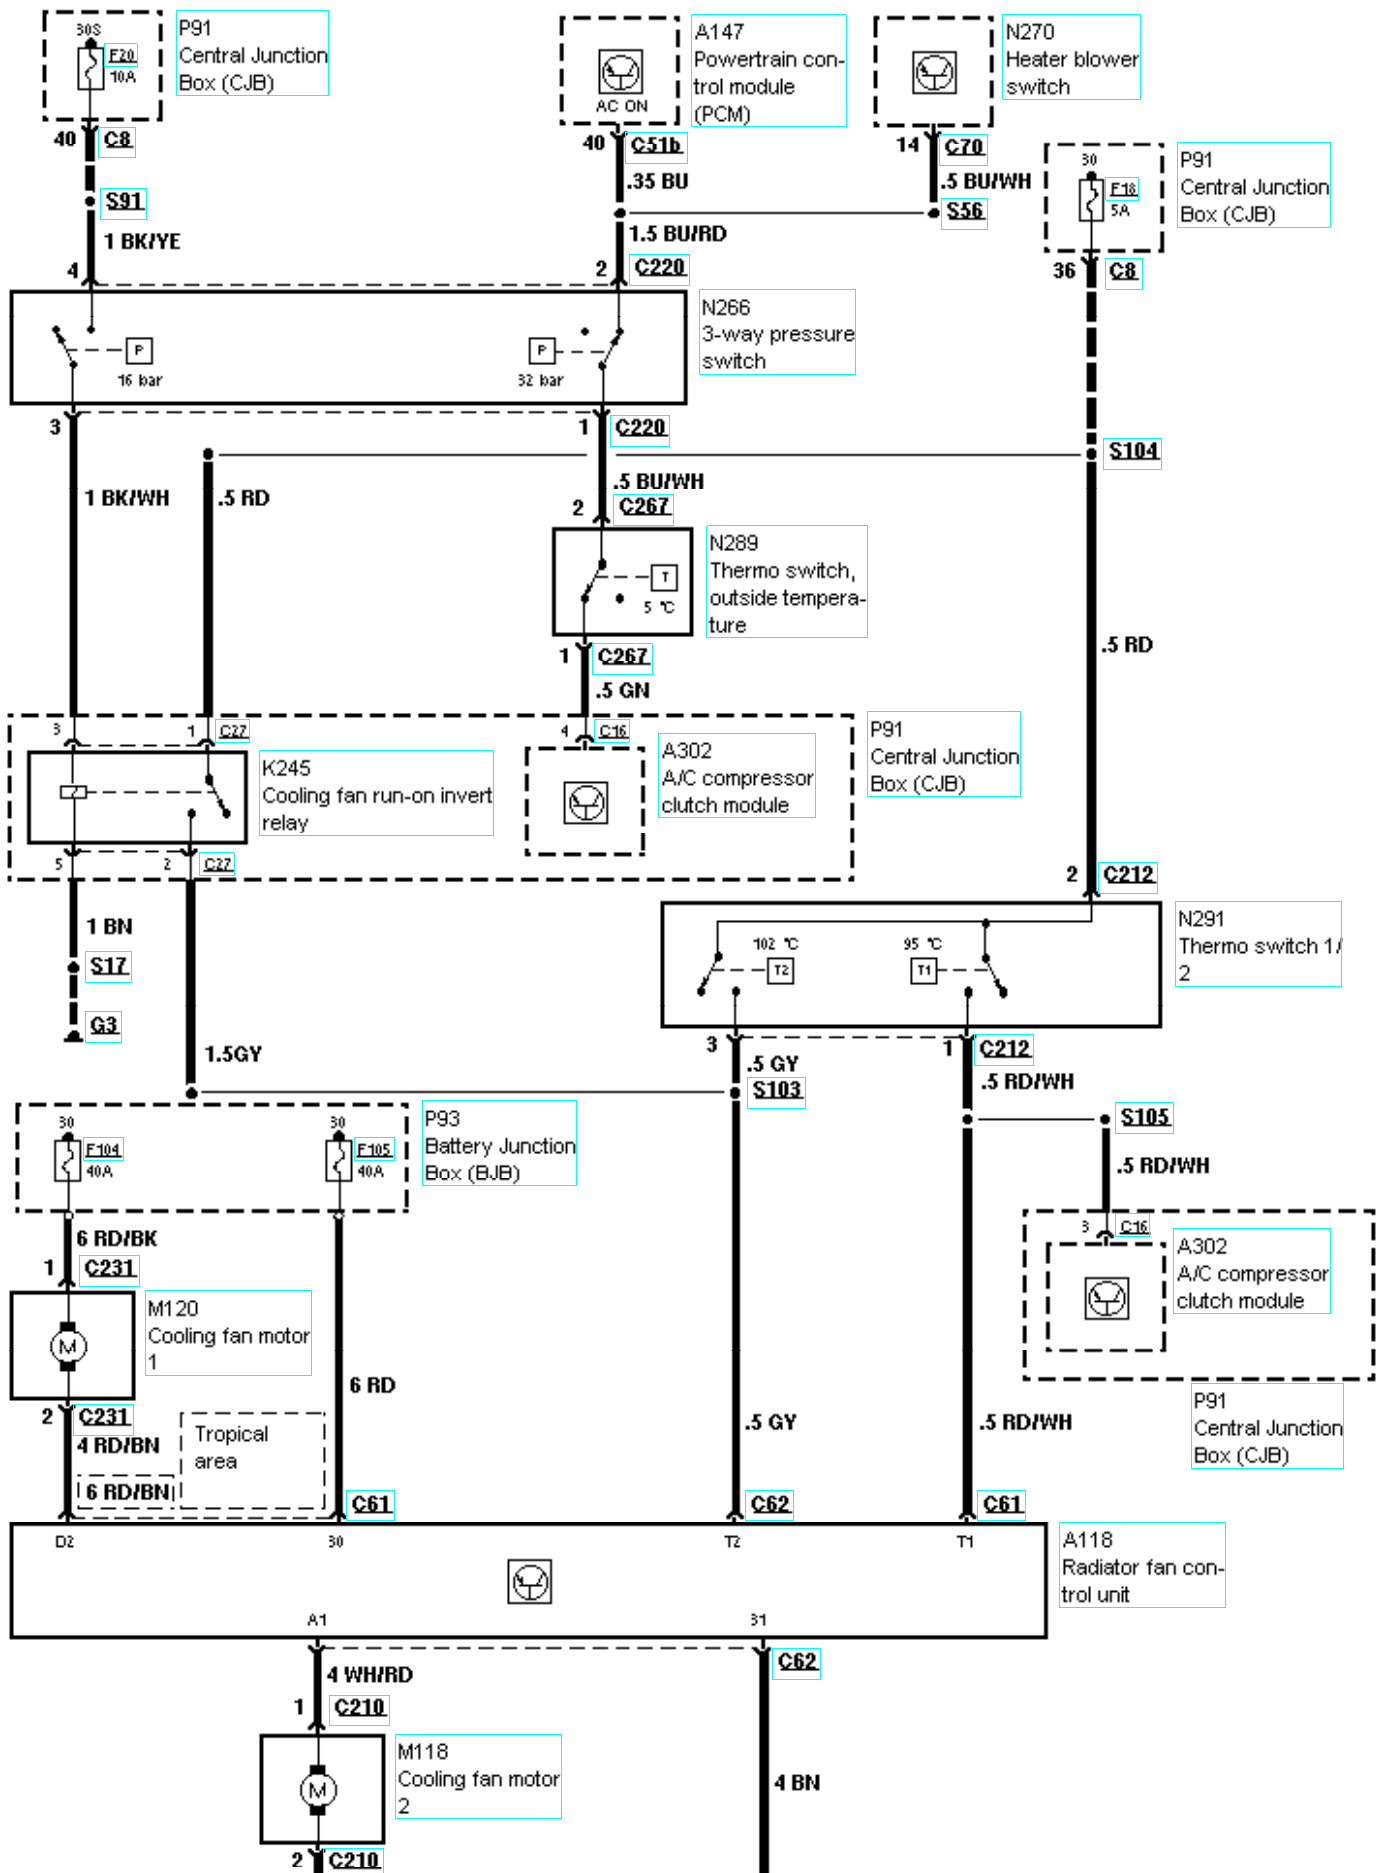 30S
F20
10A
P91
Central Junction
Box (CJB)
AC ON
A147
Powertrain con-
trol module
(PCM)
N270
Heater blower
switch
40
C8
40
C51b
14
C70
30
F18
5A
P91
Central Junction
Box (CJB)
.35 BU
.5 BU/WH
S91
S56
1 BK/YE
1.5 BU/RD
4
2
C220
36
C8
P
16 bar
P
32 bar
N266
3-way pressure
switch
3
1
C220
S104
1 BK/WH
.5 RD
.5 BU/WH
2
C267
T
5 °C
N289
Thermo switch,
outside tempera-
ture
1
C267
.5 RD
.5 GN
3
1
C27
4
C16
P91
Central Junction
Box (CJB)
K245
Cooling fan run-on invert
relay
A302
A/C compressor
clutch module
5
2
C27
2
C212
1 BN
S17
G3
102 °C
T2
95 °C
T1
N291
Thermo switch 1/
2
1.5GY
3
1
C212
.5 GY
.5 RD/WH
S103
S105
30
F104
40A
30
F105
40A
P93
Battery Junction
Box (BJB)
.5 RD/WH
6 RD/BK
1
C231
3
C16
A302
A/C compressor
clutch module
M
M120
Cooling fan motor
1
6 RD
P91
Central Junction
Box (CJB)
2
C231
4 RD/BN
Tropical
area
.5 GY
.5 RD/WH
6 RD/BN
C61
C62
C61
D2
30
T2
T1
A118
Radiator fan con-
trol unit
A1
31
C62
4 WH/RD
1
C210
M
M118
Cooling fan motor
2
4 BN
2
C210